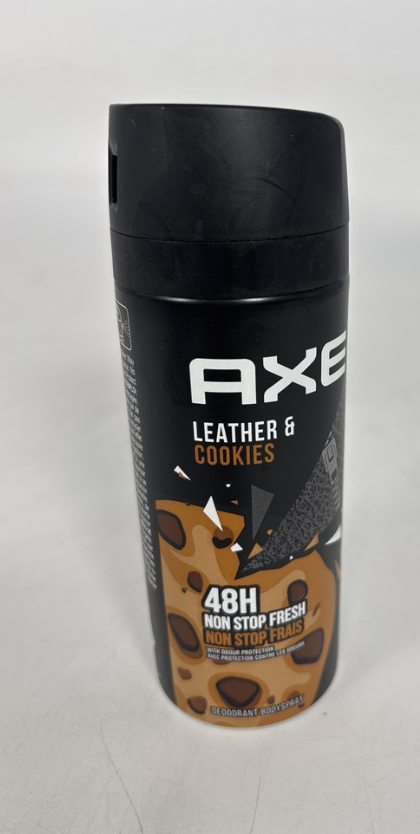 AXE
LEATHER &
COOKIES
48H
NON STOP FRESH
NON STOP FRAIS
WITH ODOUR PROTECTION
AVEC PROTECTION CONTRE LES ODEURS
DEODORANT BODYSPRAY